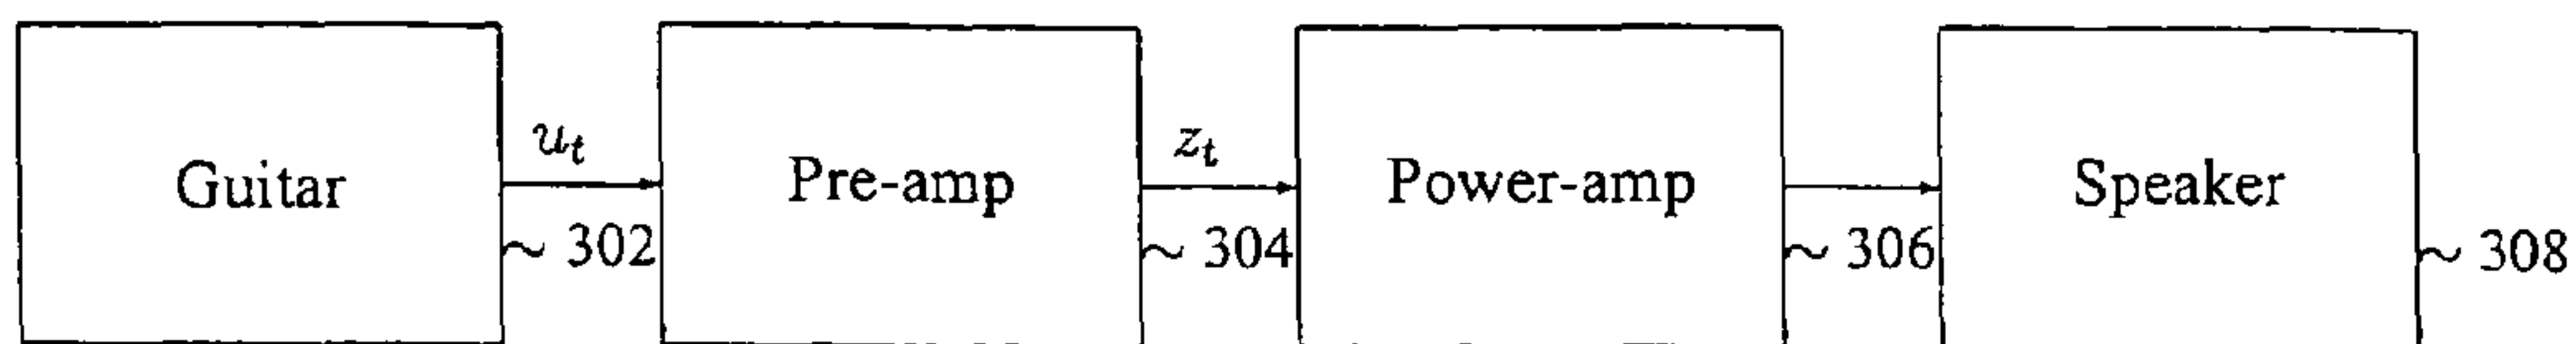 Guitar
u_t
~ 302
Pre-amp
z_t
~ 304
Power-amp
~ 306
Speaker
~ 308